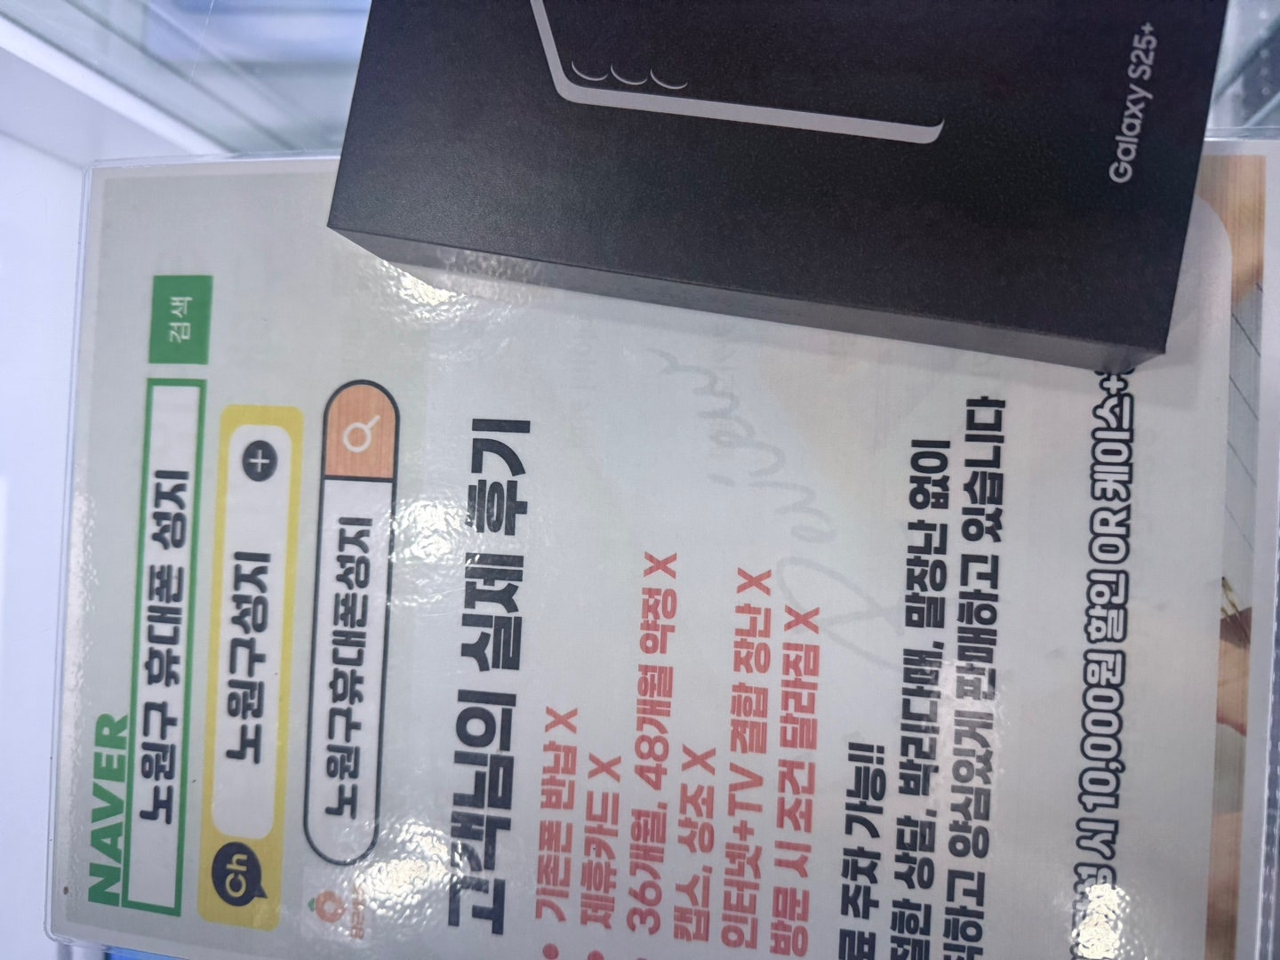 Galaxy S25+
NAVER
노원구 휴대폰 성지 검색
Ch 노원구성지 +
당근 노원구휴대폰성지
고객님의 실제 후기
• 기존폰 반납 X
• 제휴카드 X
36개월, 48개월 약정 X
캡스, 상조 X
인터넷+TV 결합 장난 X
방문 시 조건 달라짐 X
료 주차 가능!!
절한 상담, 박리다매, 말장난 없이
직하고 양심있게 판매하고 있습니다
시 10,000원 할인 OR 케이스+
Review